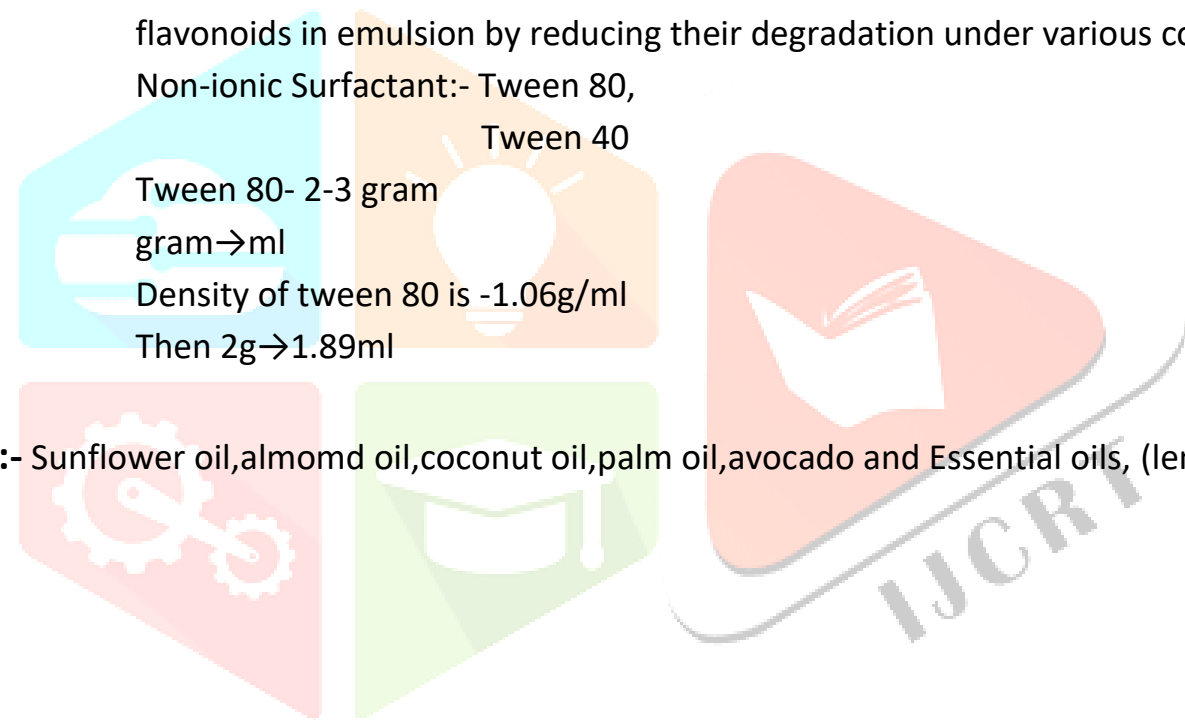 flavonoids in emulsion by reducing their degradation under various
Non-ionic Surfactant:- Tween 80,
Tween 40
Tween 80- 2-3 gram
gram→ml
Density of tween 80 is -1.06g/ml
Then 2g→1.89ml
:- Sunflower oil,almomd oil,coconut oil,palm oil,avocado and Essential oils,
IJCRT